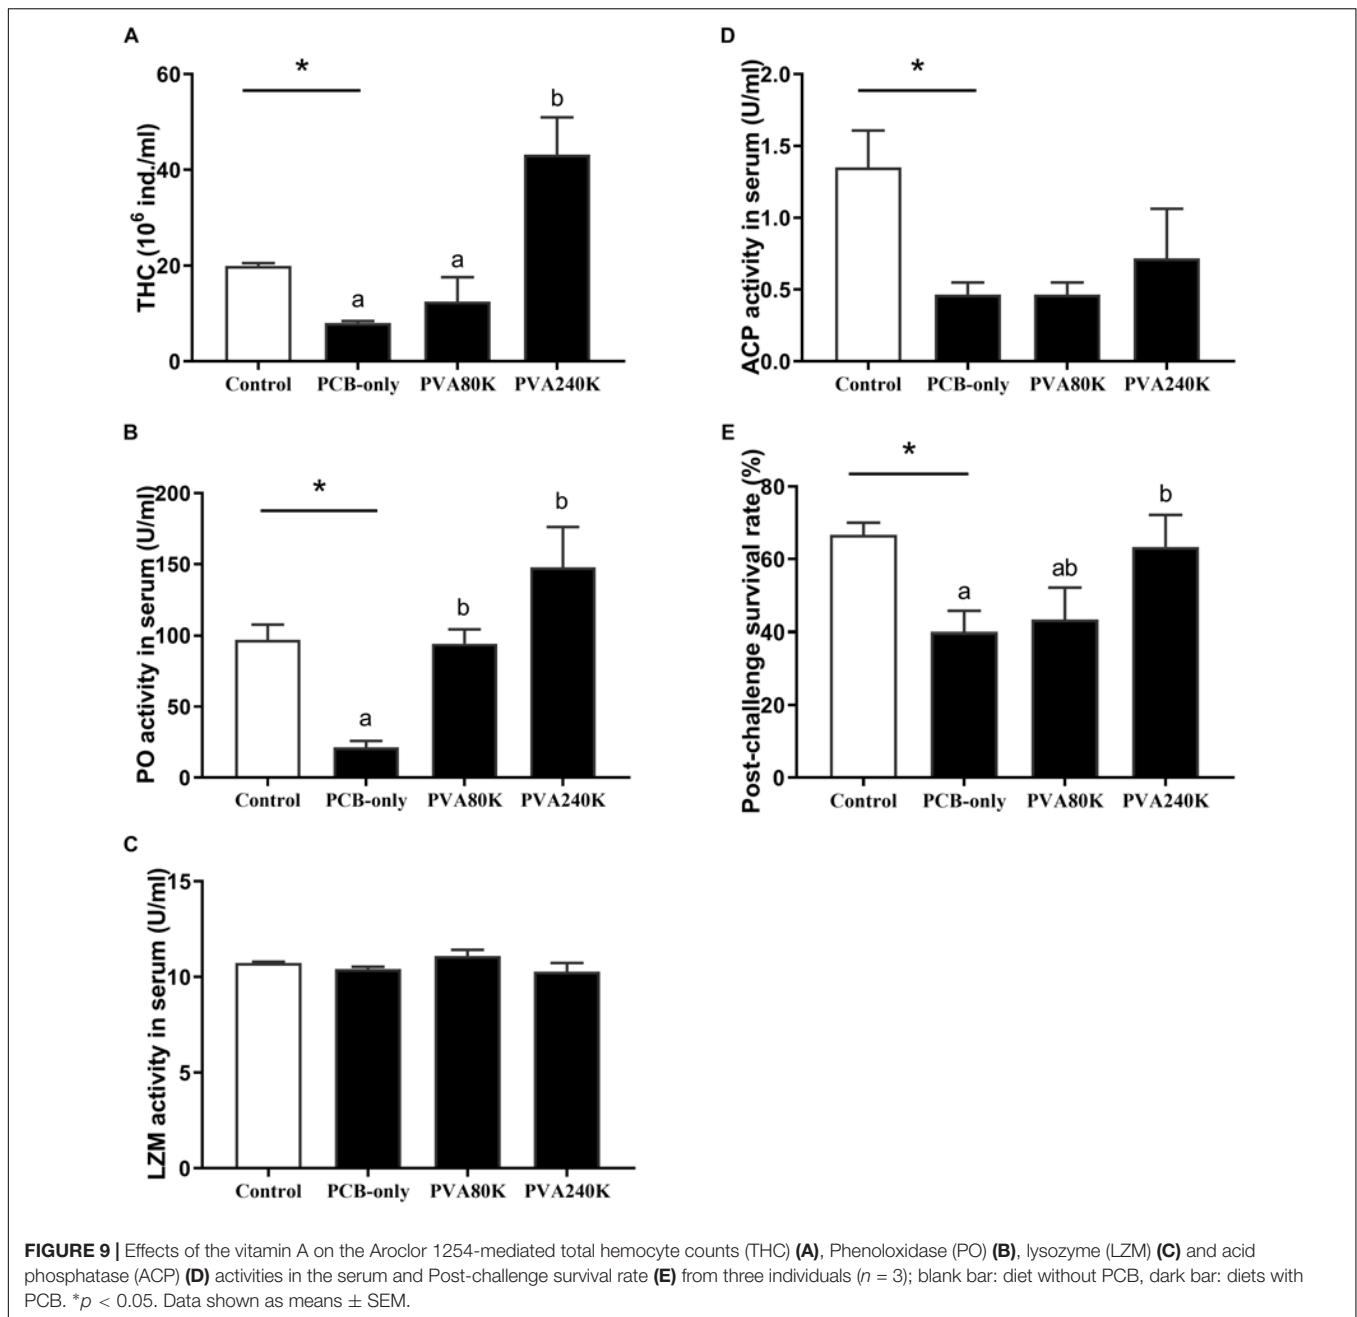 A
*
THC (10⁶ ind./ml)
60
40
20
0
a
a
b
Control PCB-only PVA80K PVA240K
B
*
PO activity in serum (U/ml)
200
150
100
50
0
a
b
b
Control PCB-only PVA80K PVA240K
C
LZM activity in serum (U/ml)
15
10
5
0
Control PCB-only PVA80K PVA240K
D
*
ACP activity in serum (U/ml)
2.0
1.5
1.0
0.5
0.0
Control PCB-only PVA80K PVA240K
E
*
Post-challenge survival rate (%)
80
60
40
20
0
a
ab
b
Control PCB-only PVA80K PVA240K
FIGURE 9 | Effects of the vitamin A on the Aroclor 1254-mediated total hemocyte counts (THC) (A), Phenoloxidase (PO) (B), lysozyme (LZM) (C) and acid
phosphatase (ACP) (D) activities in the serum and Post-challenge survival rate (E) from three individuals (n = 3); blank bar: diet without PCB, dark bar: diets with
PCB. *p < 0.05. Data shown as means ± SEM.